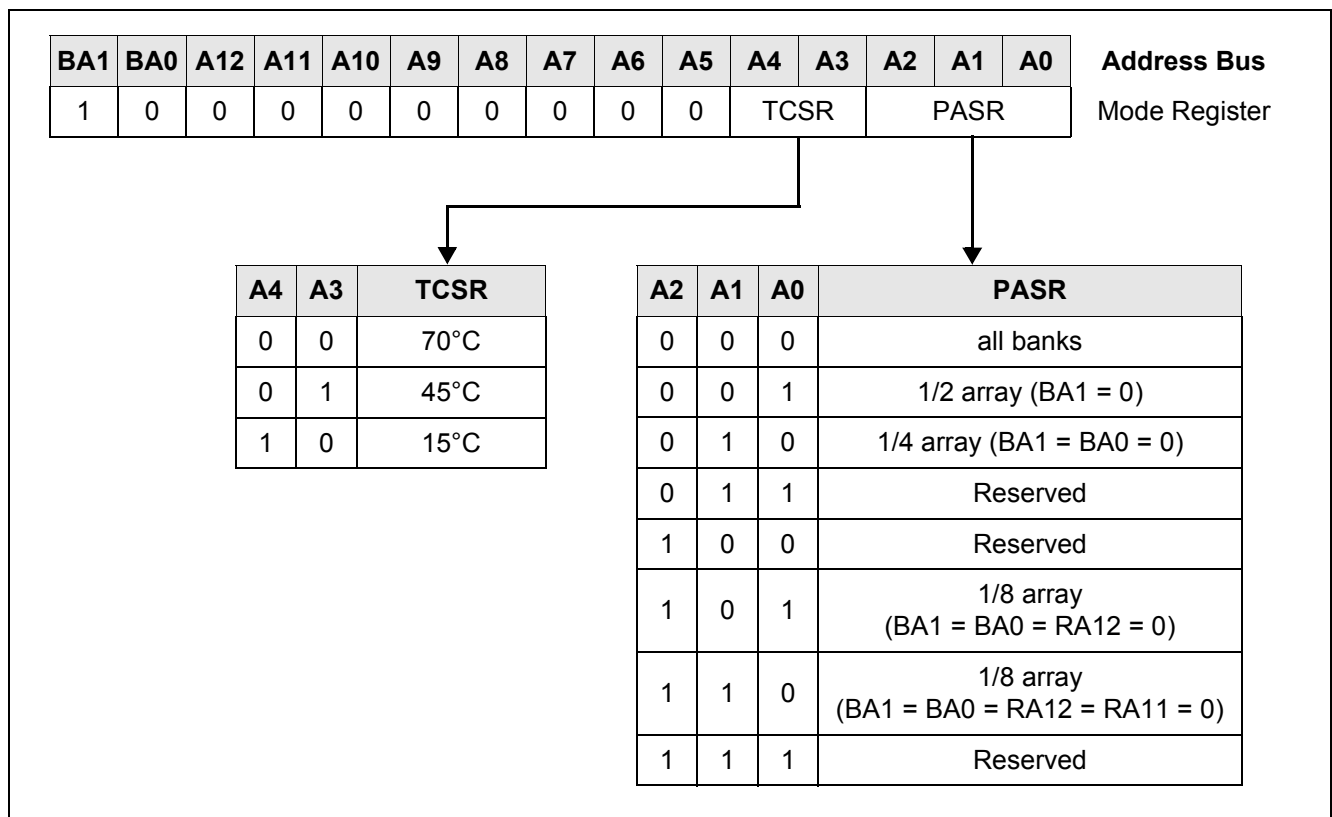 BA1 BA0 A12 A11 A10 A9 A8 A7 A6 A5 A4 A3 A2 A1 A0 Address Bus
1 0 0 0 0 0 0 0 0 0 TCSR PASR Mode Register
A4 A3 TCSR
0 0 70°C
0 1 45°C
1 0 15°C
A2 A1 A0 PASR
0 0 0 all banks
0 0 1 1/2 array (BA1 = 0)
0 1 0 1/4 array (BA1 = BA0 = 0)
0 1 1 Reserved
1 0 0 Reserved
1 0 1 1/8 array
(BA1 = BA0 = RA12 = 0)
1 1 0 1/8 array
(BA1 = BA0 = RA12 = RA11 = 0)
1 1 1 Reserved